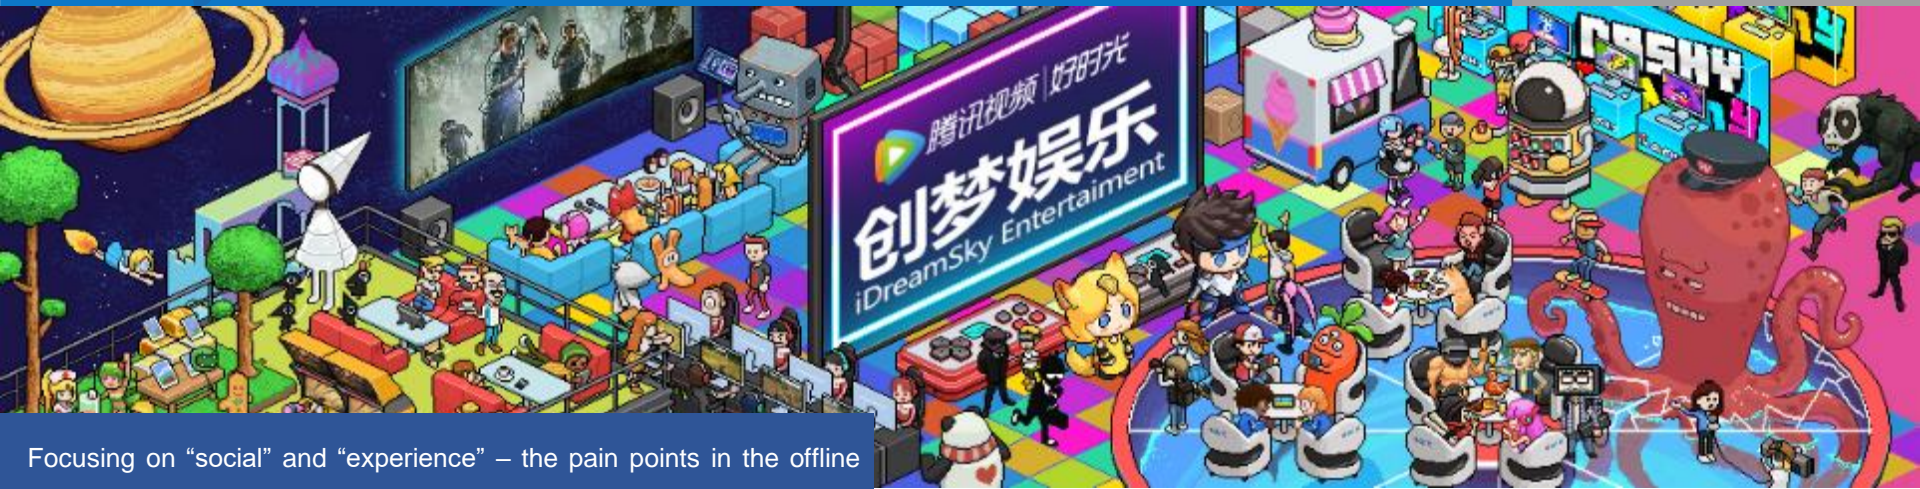 腾讯视频|好时光
创梦娱乐
iDreamSky Entertaiment
CASHY
Focusing on “social” and “experience” – the pain points in the offline